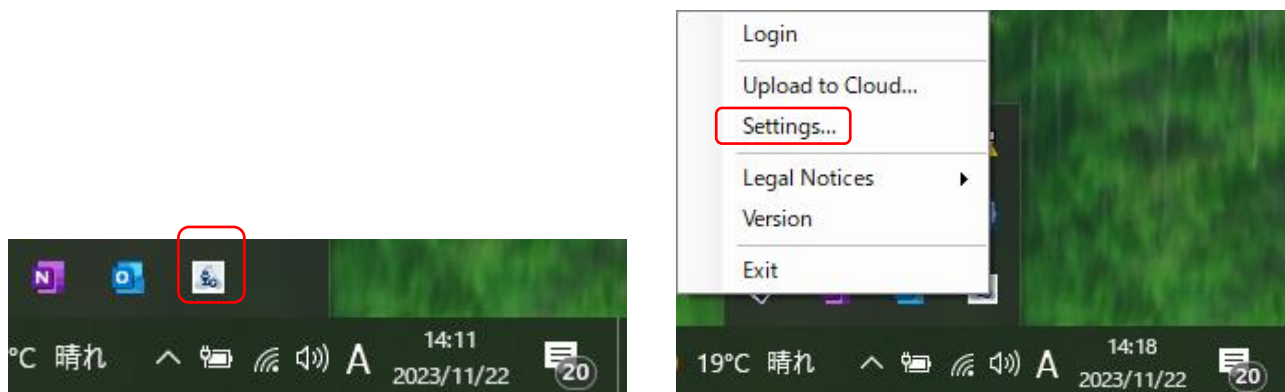 N
O
°C 晴れ
A
14:11
2023/11/22
20
Login
Upload to Cloud...
Settings...
Legal Notices
Version
Exit
19°C 晴れ
A
14:18
2023/11/22
20